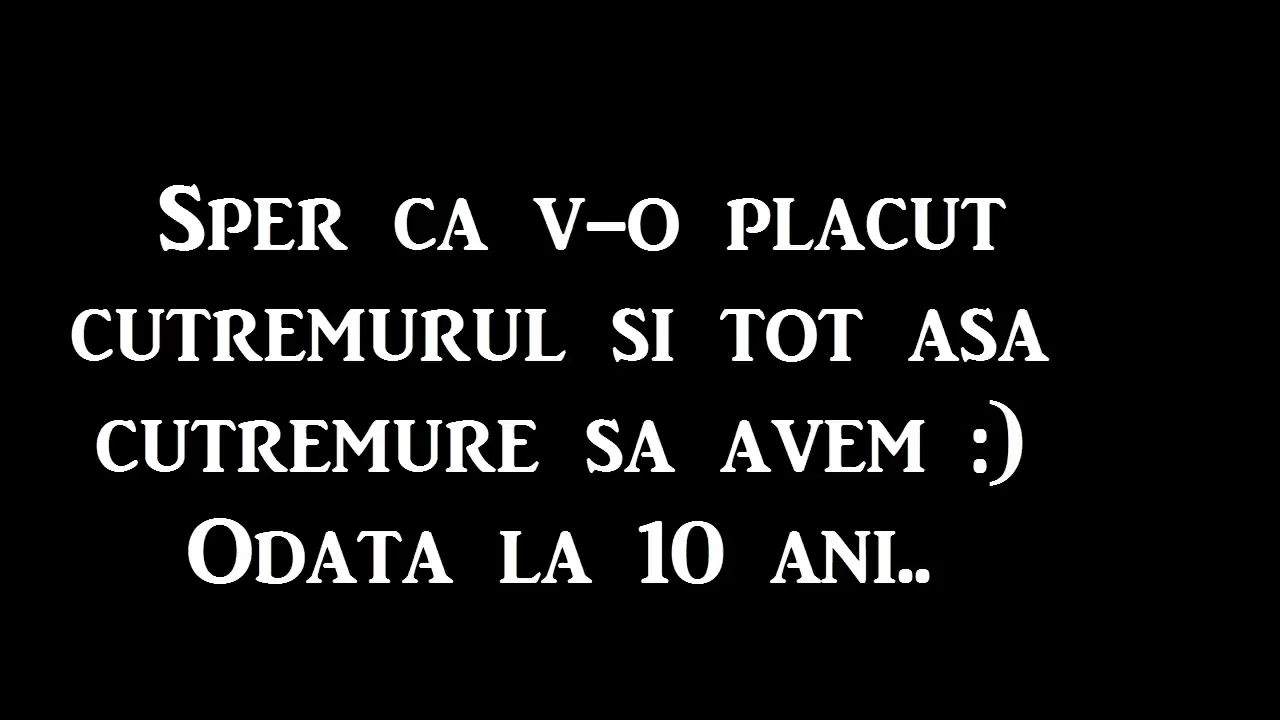 Sper ca v-o placut
cutremurul si tot asa
cutremure sa avem :)
Odata la 10 ani..